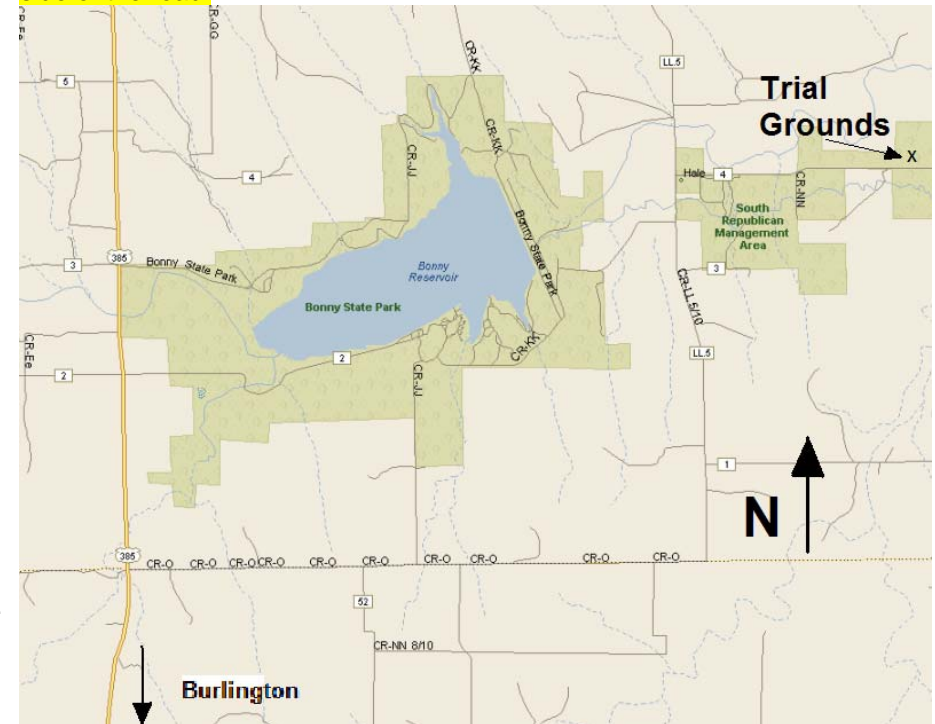 CR-GG
CR-KK
LL.5
5
Trial
Grounds
X
CR-KK
CR-JJ
4
Hale
4
CR-NN
South
Republican
Management
Area
385
3
Bonny State Park
Bonny
Reservoir
Bonny State Park
3
Bonny State Park
CR-LL 5/10
CR-Ee
2
2
CR-KK
LL.5
CR-JJ
1
N
385
CR-O
CR-O
CR-O
CR-O
CR-O
CR-O
CR-O
CR-O
CR-O
CR-O
52
CR-NN 8/10
Burlington